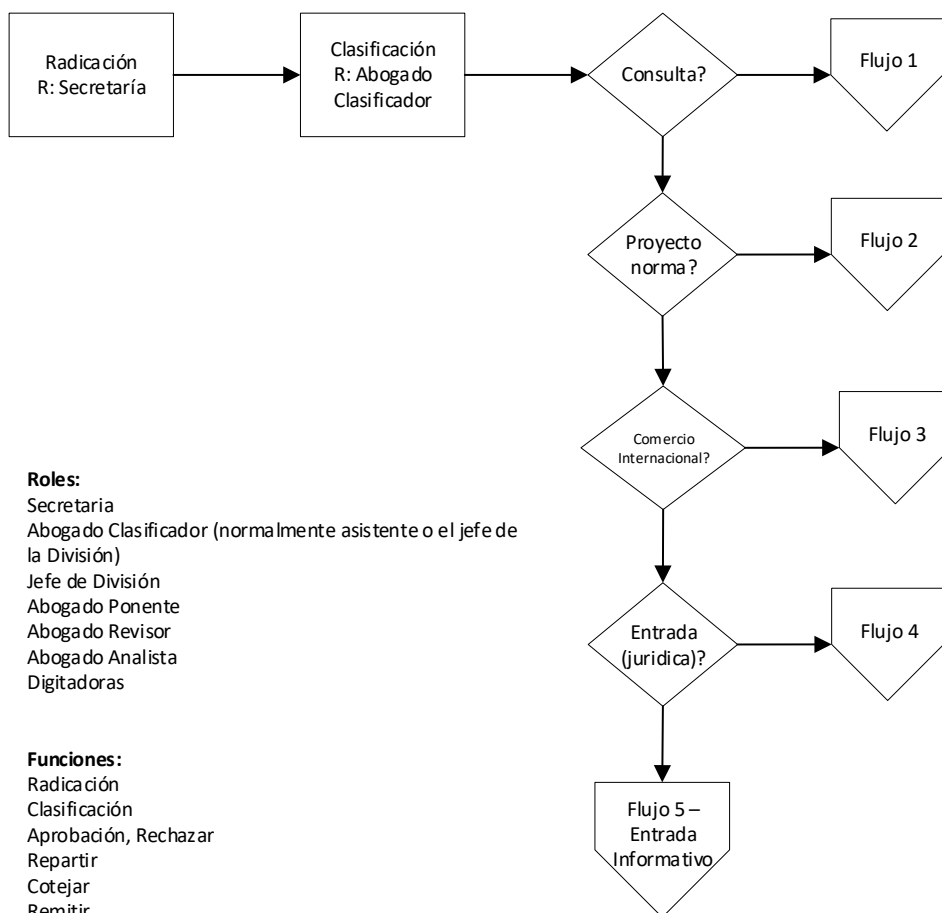 Radicación
R: Secretaría
Clasificación
R: Abogado
Clasificador
Consulta?
Flujo 1
Proyecto
norma?
Flujo 2
Comercio
Internacional?
Flujo 3
Entrada
(juridica)?
Flujo 4
Flujo 5 –
Entrada
Informativo
Roles:
Secretaria
Abogado Clasificador (normalmente asistente o el jefe de
la División)
Jefe de División
Abogado Ponente
Abogado Revisor
Abogado Analista
Digitadoras
Funciones:
Radicación
Clasificación
Aprobación, Rechazar
Repartir
Cotejar
Remitir